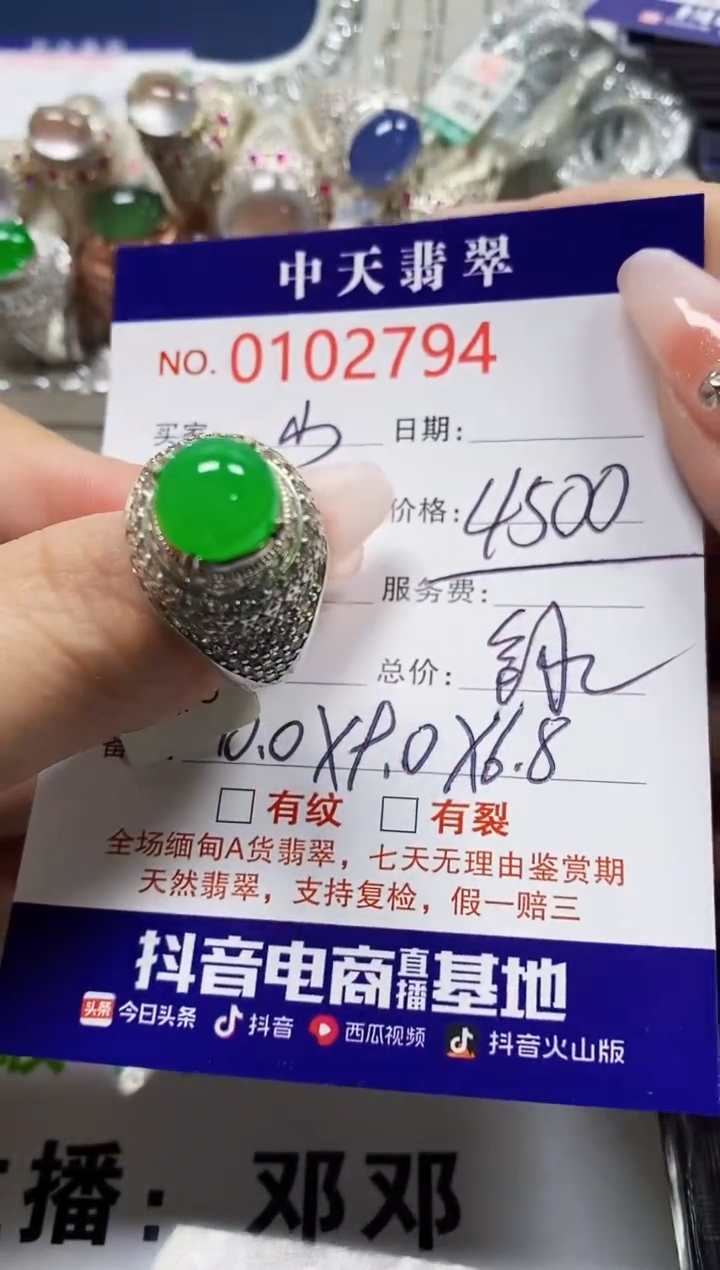 中天翡翠
NO. 0102794
买家
日期：
价格：4500
服务费：
总价：
10.0X9.0X6.8
有纹 有裂
全场缅甸A货翡翠，七天无理由鉴赏期
天然翡翠，支持复检，假一赔三
抖音电商直播基地
头条 今日头条 抖音 西瓜视频 抖音火山版
播：邓邓